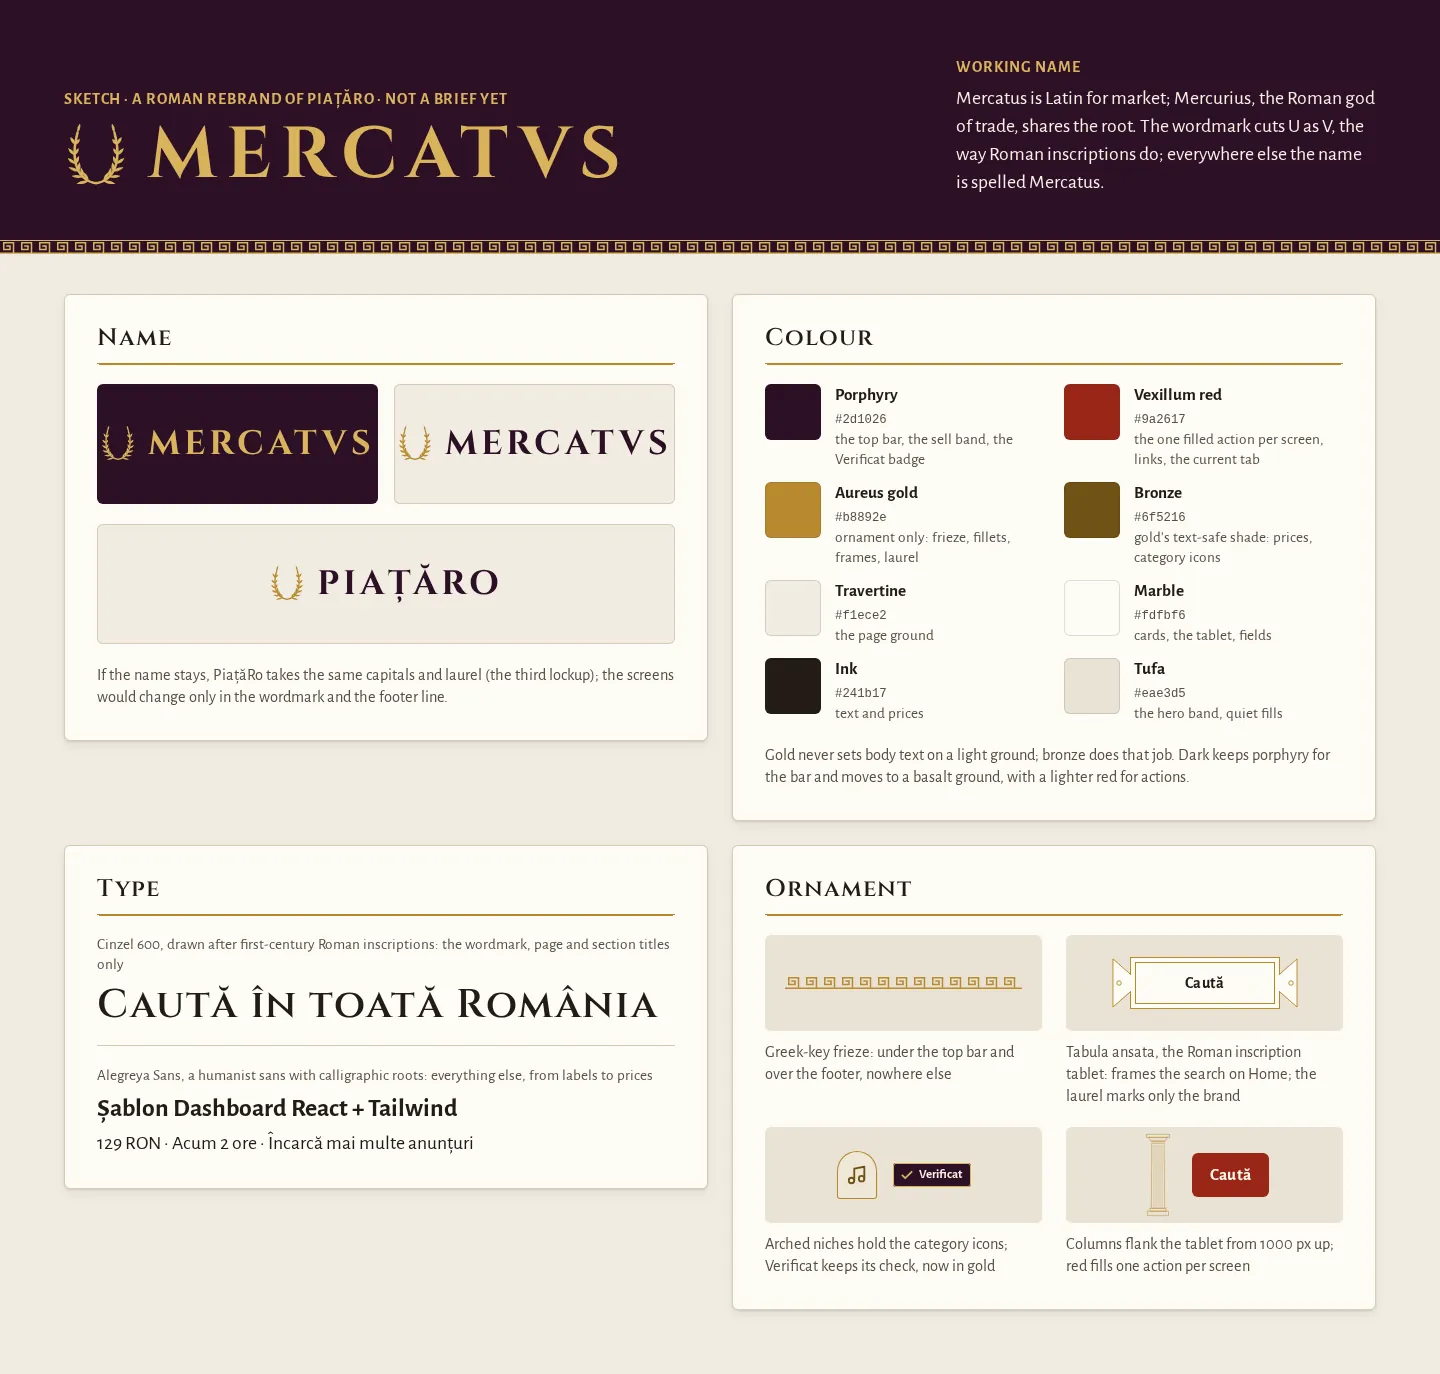 SKETCH · A ROMAN REBRAND OF PIAȚĂRO · NOT A BRIEF YET
MERCATVS
WORKING NAME
Mercatus is Latin for market; Mercurius, the Roman god
of trade, shares the root. The wordmark cuts U as V, the
way Roman inscriptions do; everywhere else the name
is spelled Mercatus.
Name
MERCATVS
MERCATVS
PIAȚĂRO
If the name stays, PiațăRo takes the same capitals and laurel (the third lockup); the screens
would change only in the wordmark and the footer line.
Colour
Porphyry
#2d1026
the top bar, the sell band, the
Verificat badge
Vexillum red
#9a2617
the one filled action per screen,
links, the current tab
Aureus gold
#b8892e
ornament only: frieze, fillets,
frames, laurel
Bronze
#6f5216
gold's text-safe shade: prices,
category icons
Travertine
#f1ece2
the page ground
Marble
#fdfbf6
cards, the tablet, fields
Ink
#241b17
text and prices
Tufa
#eae3d5
the hero band, quiet fills
Gold never sets body text on a light ground; bronze does that job. Dark keeps porphyry for
the bar and moves to a basalt ground, with a lighter red for actions.
Type
Cinzel 600, drawn after first-century Roman inscriptions: the wordmark, page and section titles
only
Caută în toată România
Alegreya Sans, a humanist sans with calligraphic roots: everything else, from labels to prices
Șablon Dashboard React + Tailwind
129 RON · Acum 2 ore · Încarcă mai multe anunțuri
Ornament
Greek-key frieze: under the top bar and
over the footer, nowhere else
Caută
Tabula ansata, the Roman inscription
tablet: frames the search on Home; the
laurel marks only the brand
Verificat
Arched niches hold the category icons;
Verificat keeps its check, now in gold
Caută
Columns flank the tablet from 1000 px up;
red fills one action per screen